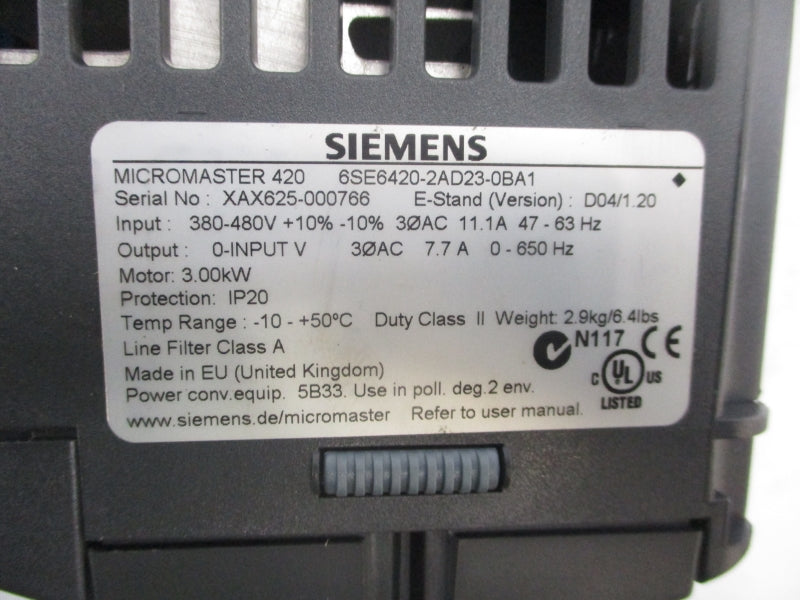 SIEMENS
MICROMASTER 420 6SE6420-2AD23-0BA1
Serial No : XAX625-000766 E-Stand (Version) : D04/1.20
Input : 380-480V +10% -10% 3ØAC 11.1A 47 - 63 Hz
Output : 0-INPUT V 3ØAC 7.7 A 0 - 650 Hz
Motor: 3.00kW
Protection: IP20
Temp Range : -10 - +50ºC Duty Class II Weight: 2.9kg/6.4lbs
Line Filter Class A N117 CE
Made in EU (United Kingdom) C UL US
Power conv.equip. 5B33. Use in poll. deg.2 env. LISTED
www.siemens.de/micromaster Refer to user manual.